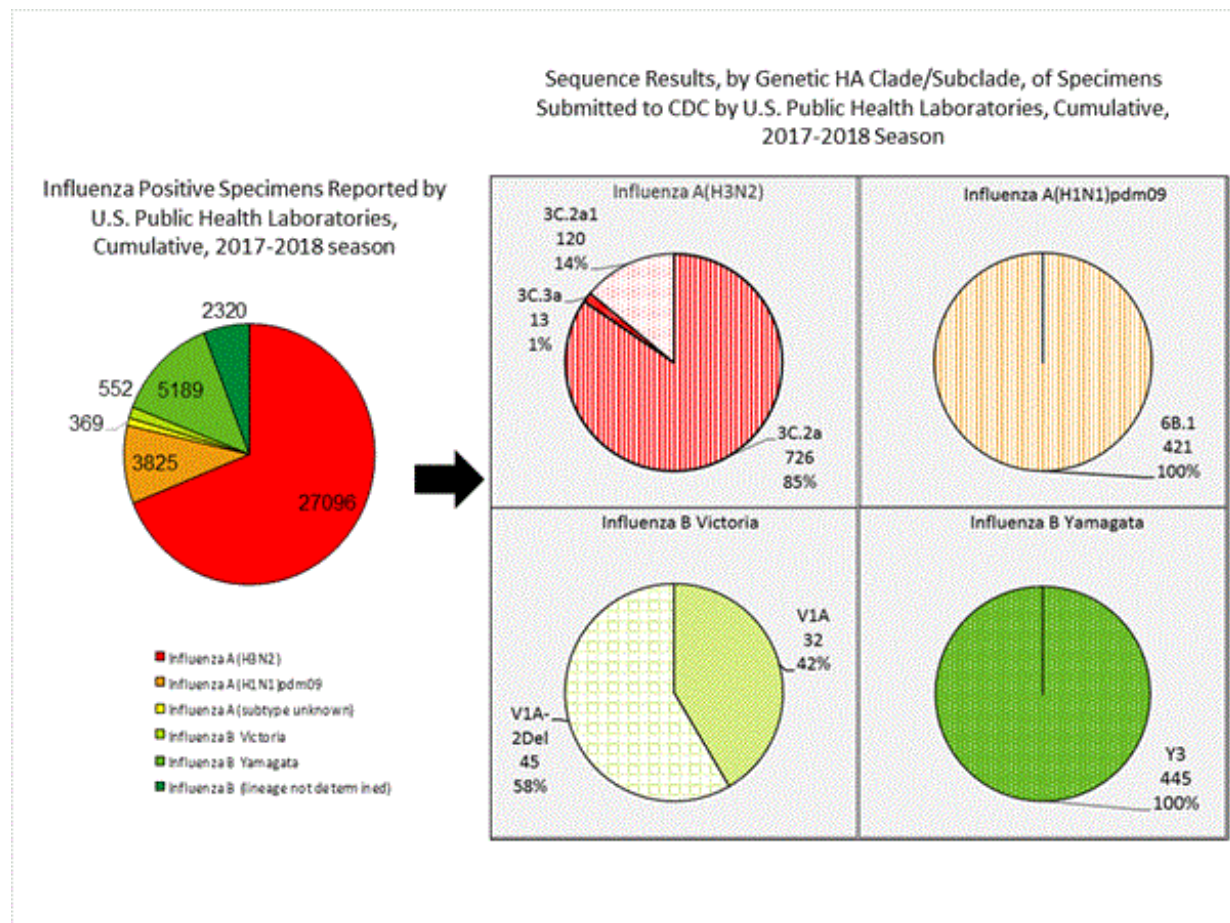 Sequence Results, by Genetic HA Clade/Subclade, of Specimens
Submitted to CDC by U.S. Public Health Laboratories, Cumulative,
2017-2018 Season
Influenza Positive Specimens Reported by
U.S. Public Health Laboratories,
Cumulative, 2017-2018 season
2320
552
5189
369
3825
27096
Influenza A(H3N2)
Influenza A(H1N1)pdm09
Influenza A(subtype unknown)
Influenza B Victoria
Influenza B Yamagata
Influenza B (lineage not determined)
Influenza A(H3N2)
3C.2a1
120
14%
3C.3a
13
1%
3C.2a
726
85%
Influenza A(H1N1)pdm09
6B.1
421
100%
Influenza B Victoria
V1A
32
42%
V1A-
2Del
45
58%
Influenza B Yamagata
Y3
445
100%